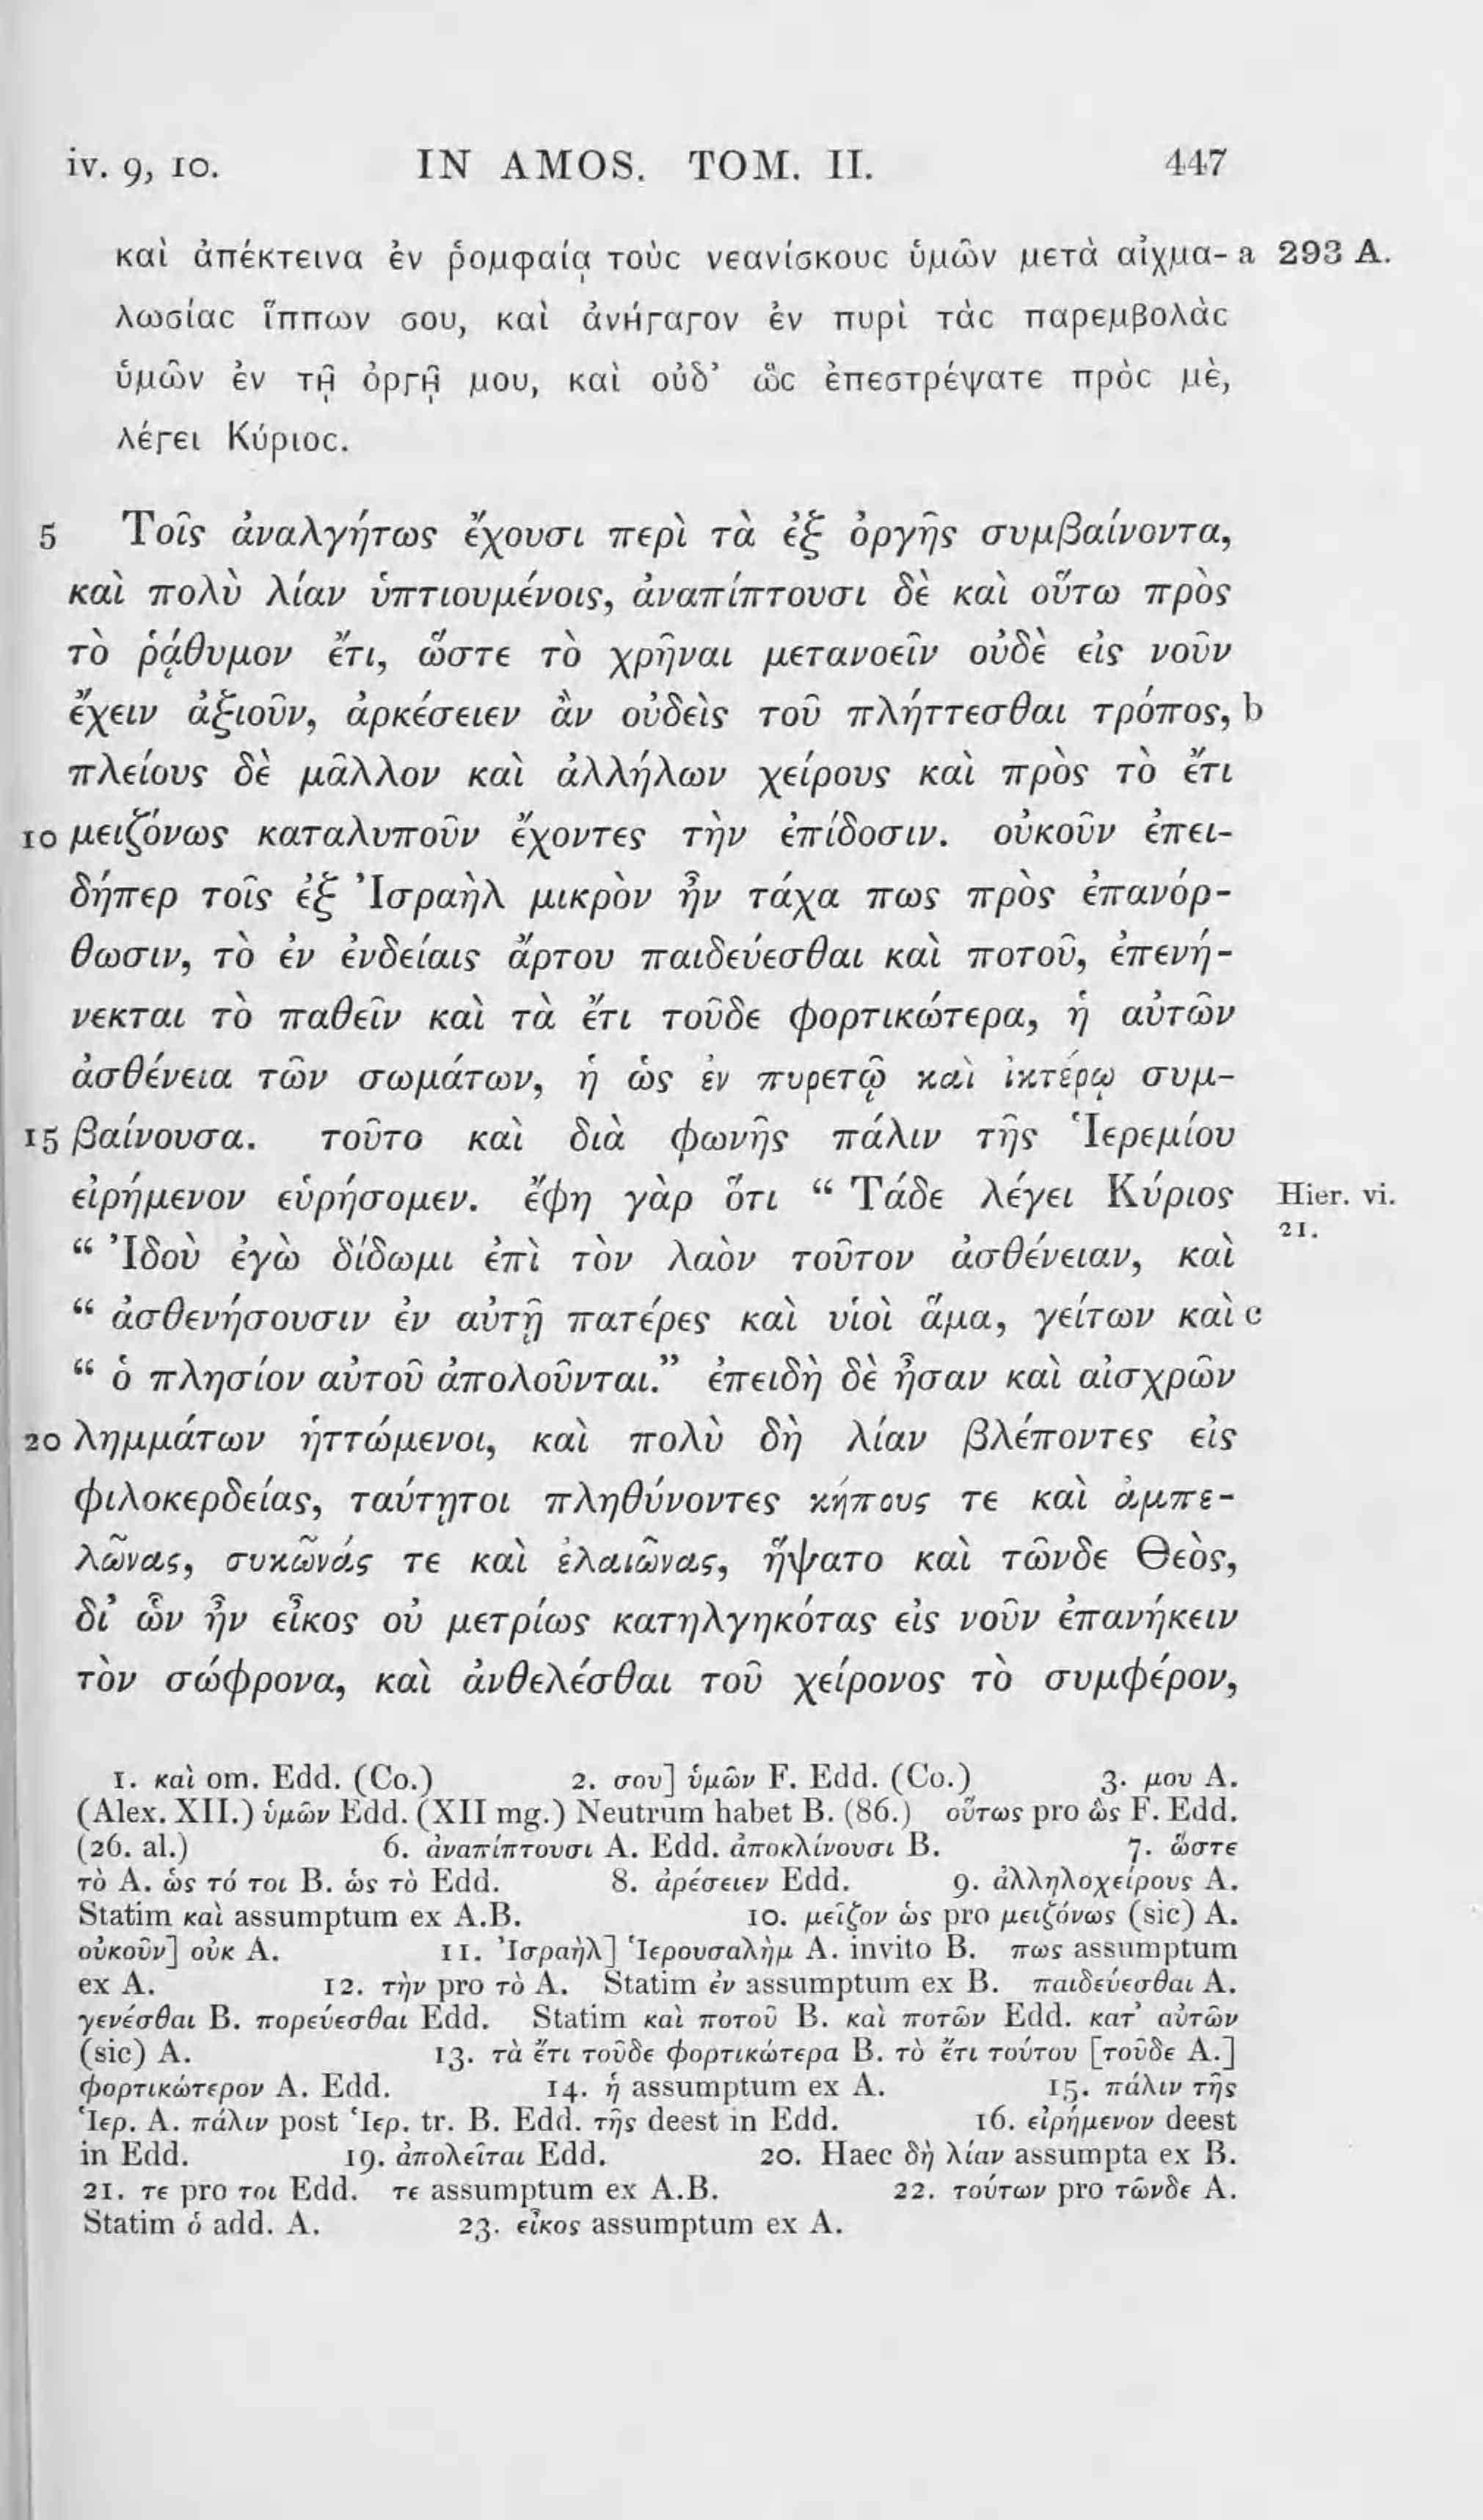 iv. 9, 10. IN AMOS. TOM. II. 447
καὶ ἀπέκτεινα ἐν ῥομφαίᾳ τοὺς νεανίσκους ὑμῶν μετὰ αἰχμα- a 293 A.
λωσίας ἵππων σου, καὶ ἀνήγαγον ἐν πυρὶ τὰς παρεμβολὰς
ὑμῶν ἐν τῇ ὀργῇ μου, καὶ οὐδ’ ὣς ἐπεστρέψατε πρὸς μὲ,
λέγει Κύριος.
5 Τοῖς ἀναλγήτως ἔχουσι περὶ τὰ ἐξ ὀργῆς συμβαίνοντα,
καὶ πολὺ λίαν ὑπτιουμένοις, ἀναπίπτουσι δὲ καὶ οὕτω πρὸς
τὸ ῥᾴθυμον ἔτι, ὥστε τὸ χρῆναι μετανοεῖν οὐδὲ εἰς νοῦν
ἔχειν ἀξιοῦν, ἀρκέσειεν ἂν οὐδεὶς τοῦ πλήττεσθαι τρόπος, b
πλείους δὲ μᾶλλον καὶ ἀλλήλων χείρους καὶ πρὸς τὸ ἔτι
10 μειζόνως καταλυποῦν ἔχοντες τὴν ἐπίδοσιν. οὐκοῦν ἐπει-
δήπερ τοῖς ἐξ Ἰσραὴλ μικρὸν ἦν τάχα πως πρὸς ἐπανόρ-
θωσιν, τὸ ἐν ἐνδείαις ἄρτου παιδεύεσθαι καὶ ποτοῦ, ἐπενή-
νεκται τὸ παθεῖν καὶ τὰ ἔτι τοῦδε φορτικώτερα, ἡ αὐτῶν
ἀσθένεια τῶν σωμάτων, ἡ ὡς ἐν πυρετῷ καὶ ἰκτέρῳ συμ-
15 βαίνουσα. τοῦτο καὶ διὰ φωνῆς πάλιν τῆς Ἱερεμίου
εἰρήμενον εὑρήσομεν. ἔφη γὰρ ὅτι “ Τάδε λέγει Κύριος Hier. vi.
“ Ἰδοὺ ἐγὼ δίδωμι ἐπὶ τὸν λαὸν τοῦτον ἀσθένειαν, καὶ 21.
“ ἀσθενήσουσιν ἐν αὐτῇ πατέρες καὶ υἱοὶ ἅμα, γείτων καὶ c
“ ὁ πλησίον αὐτοῦ ἀπολοῦνται.” ἐπειδὴ δὲ ἦσαν καὶ αἰσχρῶν
20 λημμάτων ἡττώμενοι, καὶ πολὺ δὴ λίαν βλέποντες εἰς
φιλοκερδείας, ταύτῃτοι πληθύνοντες κήπους τε καὶ ἀμπε-
λῶνας, συκῶνάς τε καὶ ἐλαιῶνας, ἥψατο καὶ τῶνδε Θεὸς,
δι’ ὧν ἦν εἶκος οὐ μετρίως κατηλγηκότας εἰς νοῦν ἐπανήκειν
τὸν σώφρονα, καὶ ἀνθελέσθαι τοῦ χείρονος τὸ συμφέρον,
1. καὶ om. Edd. (Co.) 2. σου] ὑμῶν F. Edd. (Co.) 3. μου A.
(Alex. XII.) ὑμῶν Edd. (XII mg.) Neutrum habet B. (86.) οὕτως pro ὣς F. Edd.
(26. al.) 6. ἀναπίπτουσι A. Edd. ἀποκλίνουσι B. 7. ὥστε
τὸ A. ὡς τό τοι B. ὡς τὸ Edd. 8. ἀρέσειεν Edd. 9. ἀλληλοχείρους A.
Statim καὶ assumptum ex A.B. 10. μεῖζον ὡς pro μειζόνως (sic) A.
οὐκοῦν] οὐκ A. 11. Ἰσραὴλ] Ἱερουσαλὴμ A. invito B. πως assumptum
ex A. 12. τὴν pro τὸ A. Statim ἐν assumptum ex B. παιδεύεσθαι A.
γενέσθαι B. πορεύεσθαι Edd. Statim καὶ ποτοῦ B. καὶ ποτῶν Edd. κατ’ αὐτῶν
(sic) A. 13. τὰ ἔτι τοῦδε φορτικώτερα B. τὸ ἔτι τούτου [τοῦδε A.]
φορτικώτερον A. Edd. 14. ἡ assumptum ex A. 15. πάλιν τῆς
Ἱερ. A. πάλιν post Ἱερ. tr. B. Edd. τῆς deest in Edd. 16. εἰρήμενον deest
in Edd. 19. ἀπολεῖται Edd. 20. Haec δὴ λίαν assumpta ex B.
21. τε pro τοι Edd. τε assumptum ex A.B. 22. τούτων pro τῶνδε A.
Statim ὁ add. A. 23. εἶκος assumptum ex A.